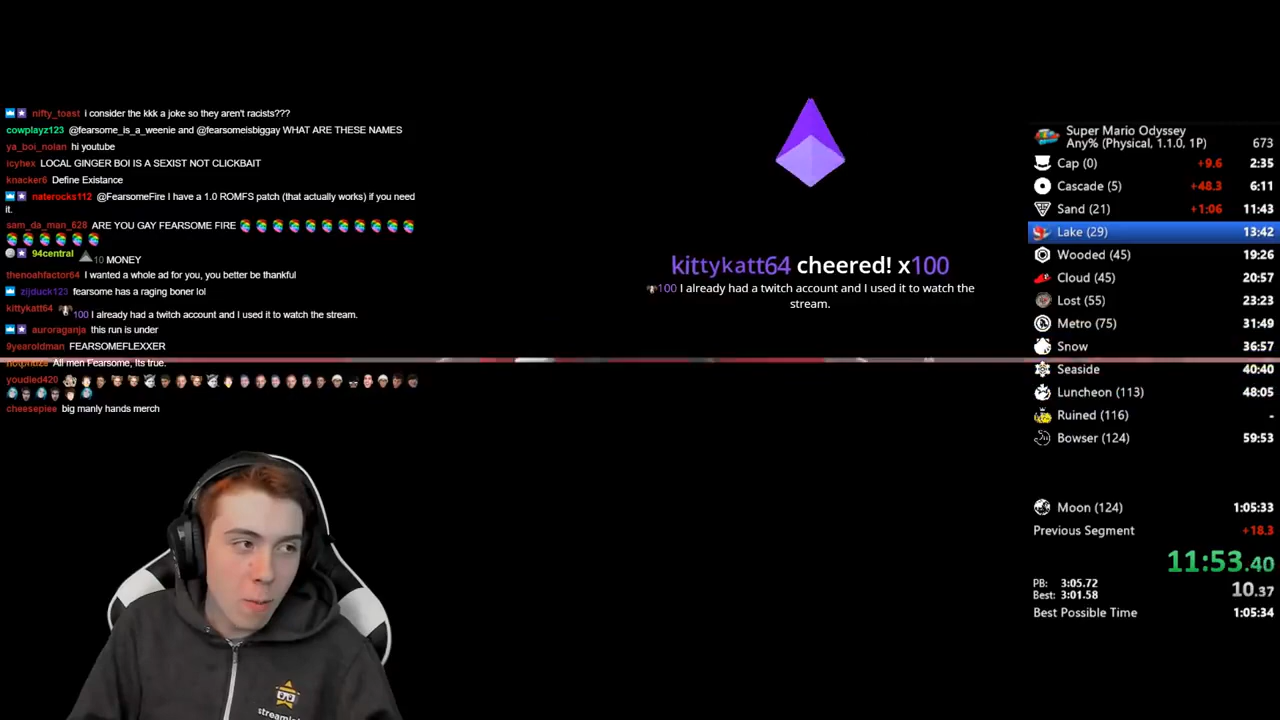 nifty_toast i consider the kkk a joke so they aren't racists???
cowplayz123 @fearsome_is_a_weenie and @fearsomeisbiggay WHAT ARE THESE NAMES
ya_boi_nolan hi youtube
icyhex LOCAL GINGER BOI IS A SEXIST NOT CLICKBAIT
knacker6 Define Existance
naterocks112 @FearsomeFire I have a 1.0 ROMFS patch (that actually works) if you need
it.
sam_da_man_628 ARE YOU GAY FEARSOME FIRE
94central 10 MONEY
thenoahfactor64 I wanted a whole ad for you, you better be thankful
zijduck123 fearsome has a raging boner lol
kittykatt64 100 I already had a twitch account and I used it to watch the stream.
auroraganja this run is under
9yearoldman FEARSOMEFLEXXER
All men Fearsome, Its true.
youdied420
cheesepiee big manly hands merch
kittykatt64 cheered! x100
100 I already had a twitch account and I used it to watch the
stream.
Super Mario Odyssey
Any% (Physical, 1.1.0, 1P) 673
Cap (0) +9.6 2:35
Cascade (5) +48.3 6:11
Sand (21) +1:06 11:43
Lake (29) 13:42
Wooded (45) 19:26
Cloud (45) 20:57
Lost (55) 23:23
Metro (75) 31:49
Snow 36:57
Seaside 40:40
Luncheon (113) 48:05
Ruined (116) -
Bowser (124) 59:53
Moon (124) 1:05:33
Previous Segment +18.3
11:53.40
PB: 3:05.72
Best: 3:01.58
10.37
Best Possible Time 1:05:34